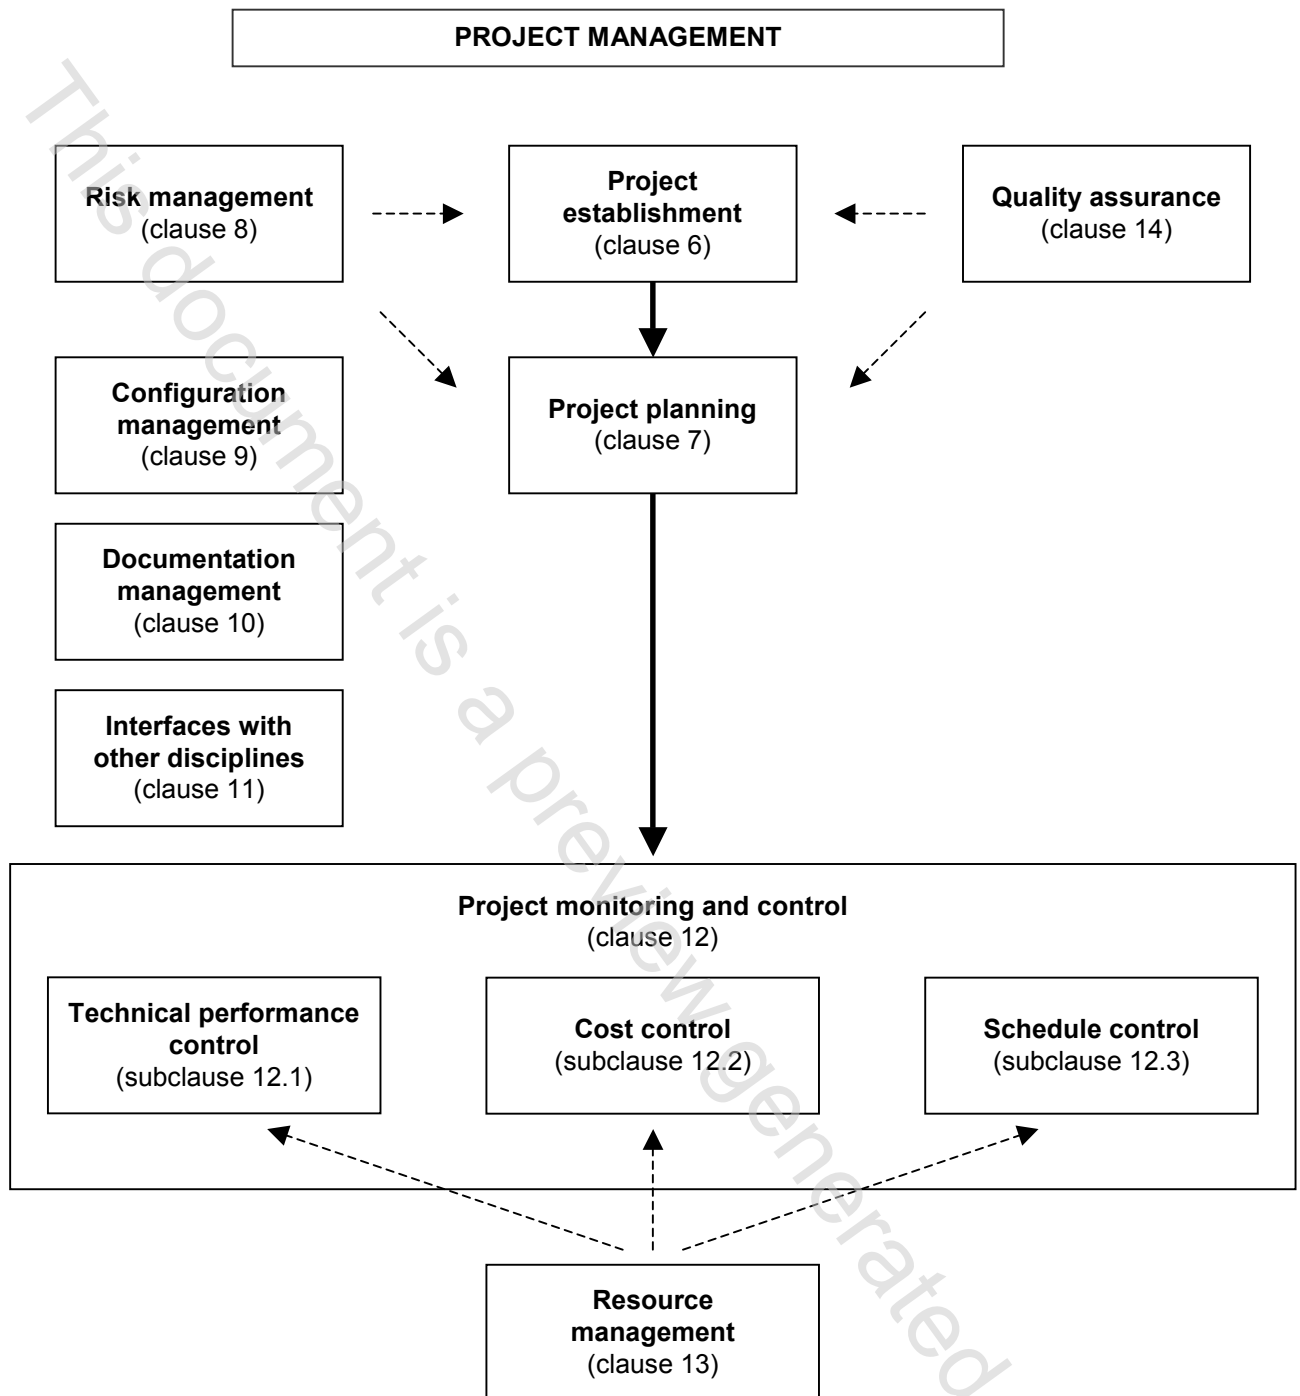 PROJECT MANAGEMENT
Risk management
(clause 8)
Project
establishment
(clause 6)
Quality assurance
(clause 14)
Configuration
management
(clause 9)
Project planning
(clause 7)
Documentation
management
(clause 10)
Interfaces with
other disciplines
(clause 11)
Project monitoring and control
(clause 12)
Technical performance
control
(subclause 12.1)
Cost control
(subclause 12.2)
Schedule control
(subclause 12.3)
Resource
management
(clause 13)
This document is a preview generated